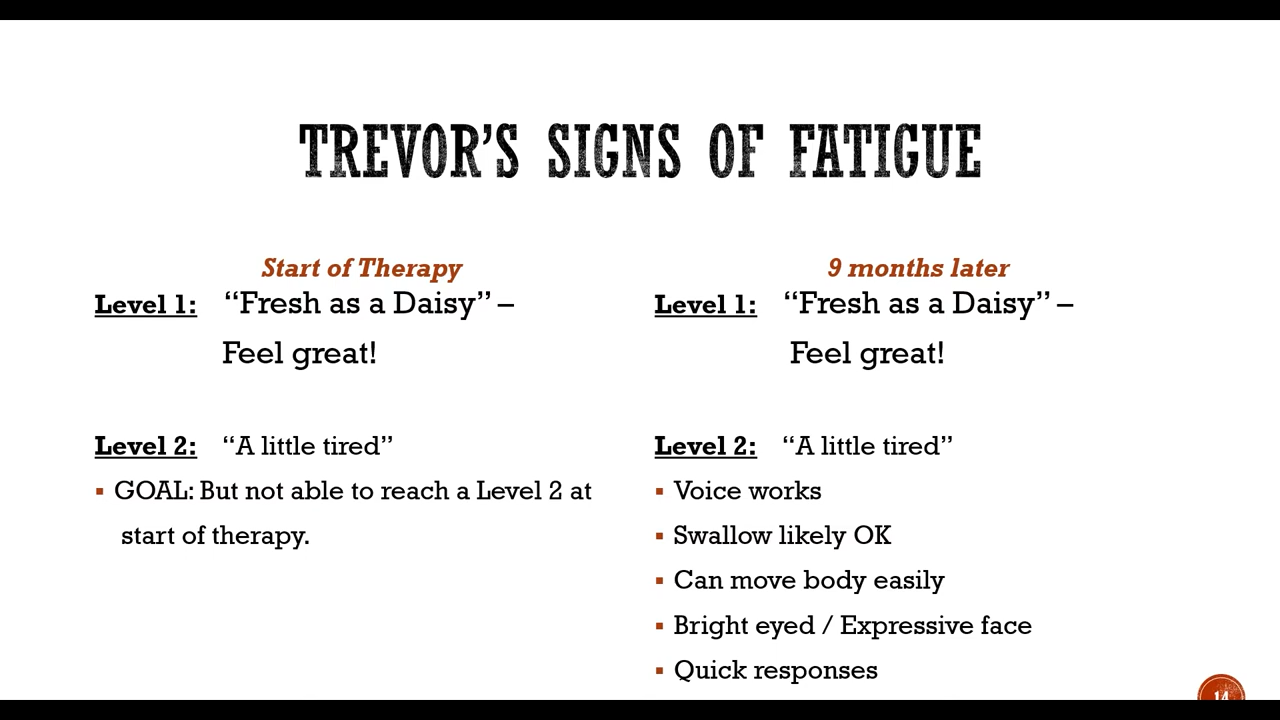 TREVOR'S SIGNS OF FATIGUE
Start of Therapy
Level 1: “Fresh as a Daisy” –
Feel great!
Level 2: “A little tired”
▪ GOAL: But not able to reach a Level 2 at
start of therapy.
9 months later
Level 1: “Fresh as a Daisy” –
Feel great!
Level 2: “A little tired”
▪ Voice works
▪ Swallow likely OK
▪ Can move body easily
▪ Bright eyed / Expressive face
▪ Quick responses
14